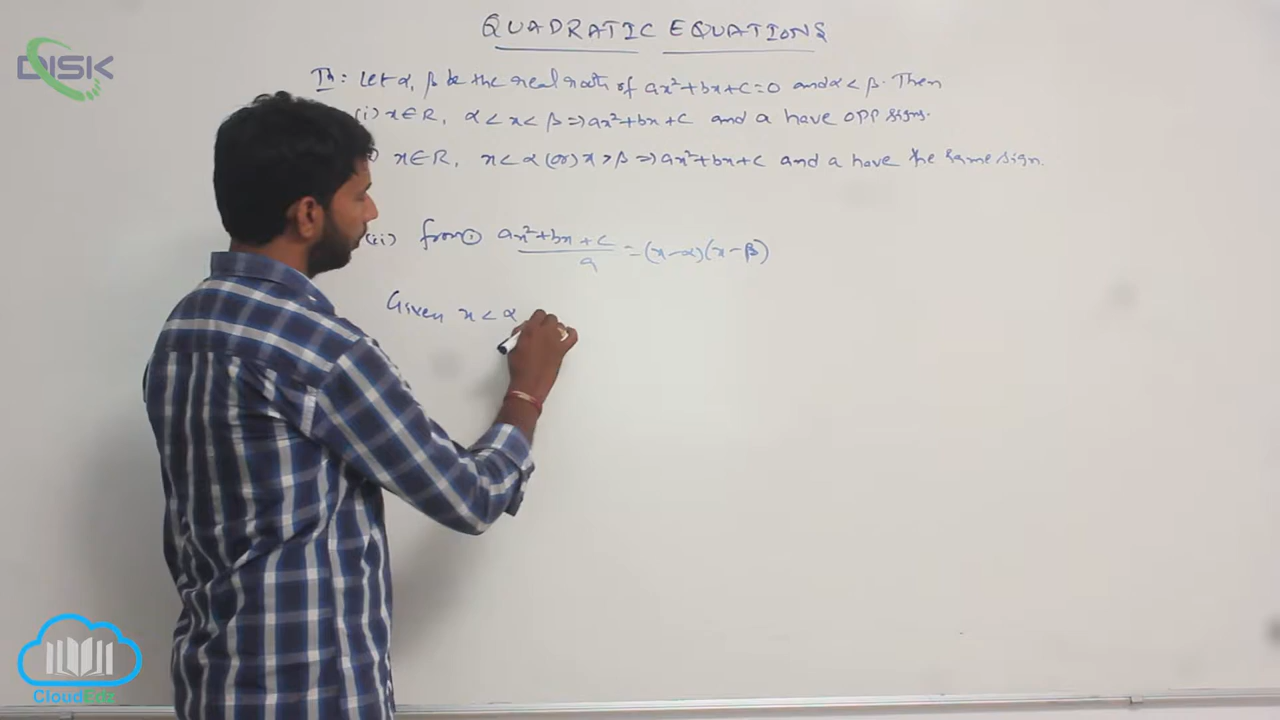 QUADRATIC EQUATIONS
DISK
Th: Let α, β be the real roots of ax²+bx+c=0 and α<β. Then
(i) x∈R, α<x<β ⇒ ax²+bx+c and a have opp signs.
) x∈R, x<α (or) x>β ⇒ ax²+bx+c and a have the same sign.
(ii) from ① ax²+bx+c/a = (x-α)(x-β)
Given x<α
CloudEdz